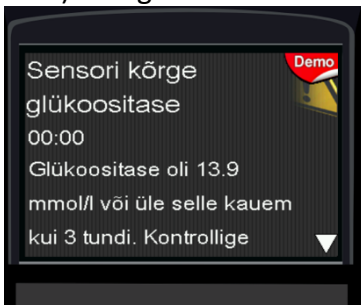 Sensori kõrge
Demo
glükoositase
00:00
Glükoositase oli 13.9
mmol/l või üle selle kauem
kui 3 tundi. Kontrollige